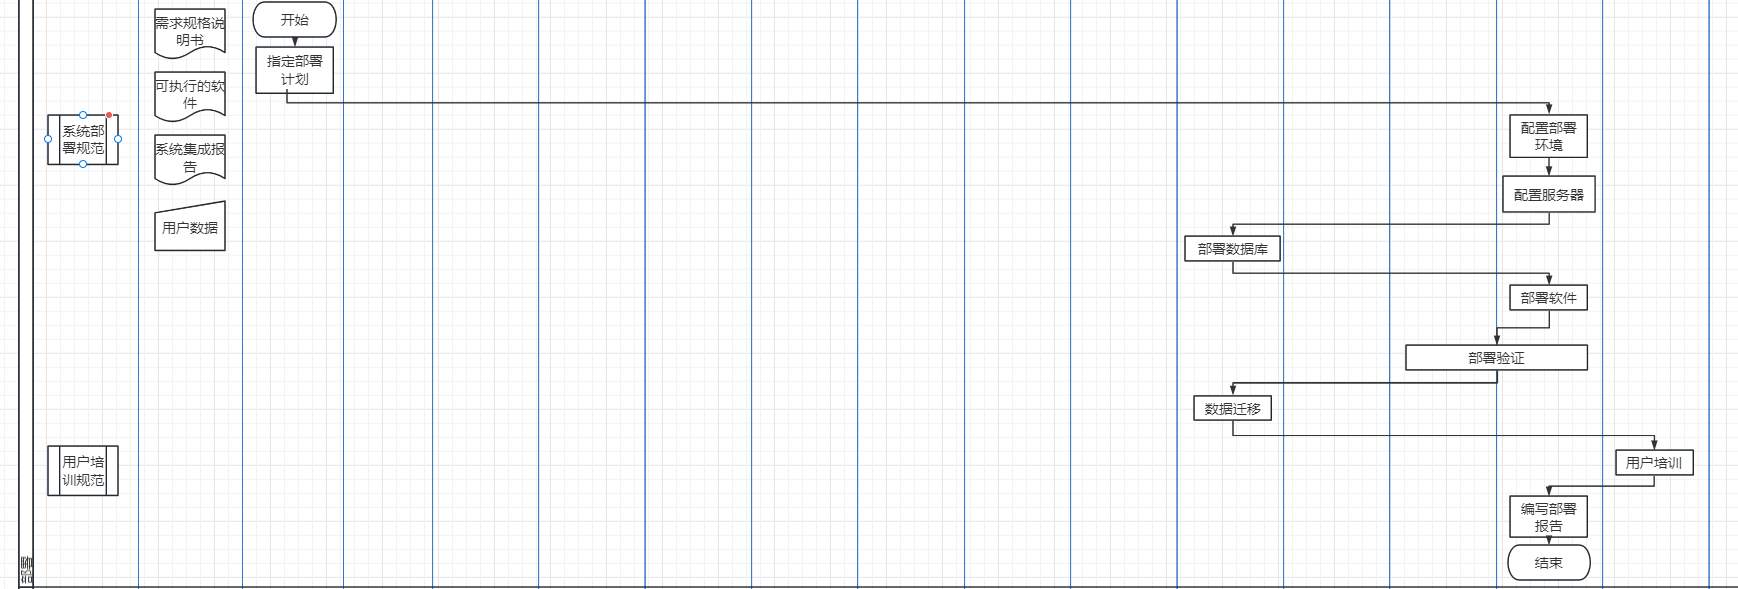 需求规格说
明书
开始
指定部署
计划
可执行的软
件
系统部
署规范
系统集成报
告
用户数据
配置部署
环境
配置服务器
部署数据库
部署软件
部署验证
数据迁移
用户培
训规范
用户培训
编写部署
报告
结束
部署